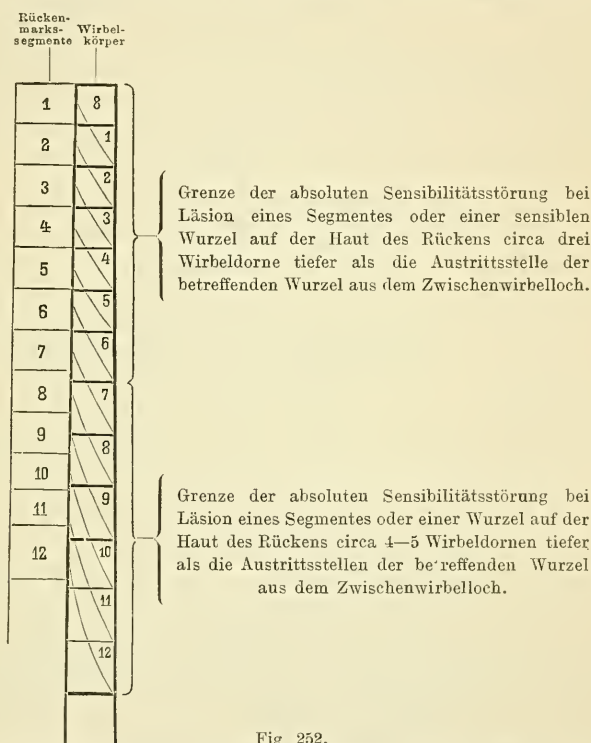 Rücken-
marks-
segmente
Wirbel-
körper
1
2
3
4
5
6
7
8
9
10
11
12
8
1
2
3
4
5
6
7
8
9
10
11
12
Grenze der absoluten Sensibilitätsstörung bei
Läsion eines Segmentes oder einer sensiblen
Wurzel auf der Haut des Rückens circa drei
Wirbeldorne tiefer als die Austrittsstelle der
betreffenden Wurzel aus dem Zwischenwirbelloch.
Grenze der absoluten Sensibilitätsstörung bei
Läsion eines Segmentes oder einer Wurzel auf der
Haut des Rückens circa 4—5 Wirbeldornen tiefer
als die Austrittsstellen der betreffenden Wurzel
aus dem Zwischenwirbelloch.
Fig. 252.